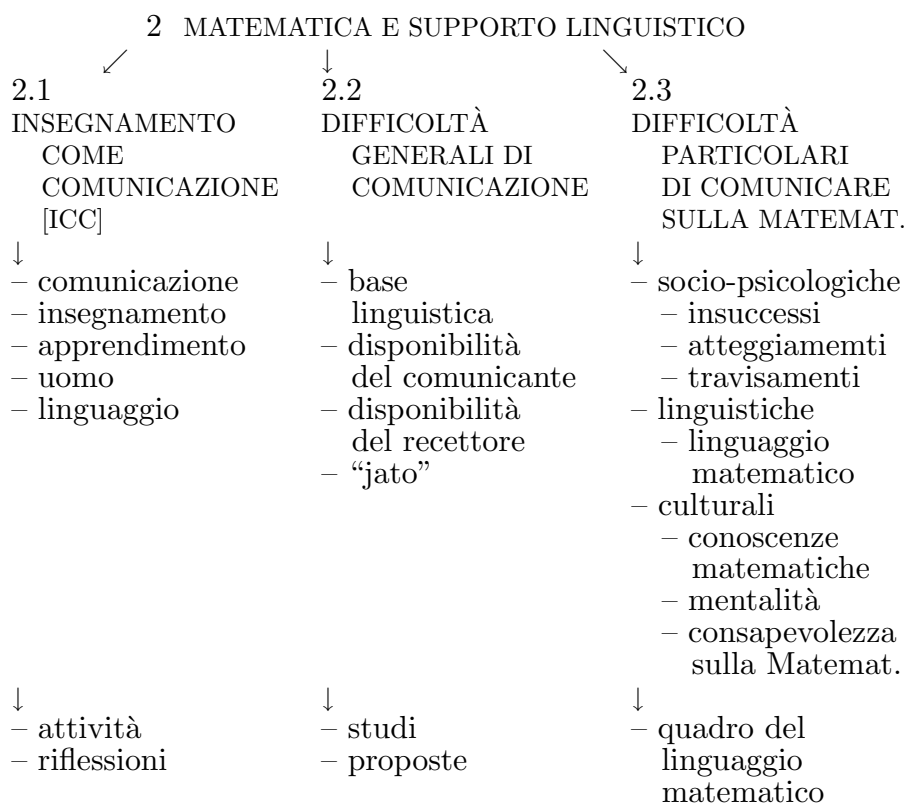 2 MATEMATICA E SUPPORTO LINGUISTICO
↙ ↓ ↘
2.1
INSEGNAMENTO
COME
COMUNICAZIONE
[ICC]
↓
– comunicazione
– insegnamento
– apprendimento
– uomo
– linguaggio
↓
– attività
– riflessioni
2.2
DIFFICOLTÀ
GENERALI DI
COMUNICAZIONE
↓
– base
linguistica
– disponibilità
del comunicante
– disponibilità
del recettore
– “jato”
↓
– studi
– proposte
2.3
DIFFICOLTÀ
PARTICOLARI
DI COMUNICARE
SULLA MATEMAT.
↓
– socio-psicologiche
– insuccessi
– atteggiamemti
– travisamenti
– linguistiche
– linguaggio
matematico
– culturali
– conoscenze
matematiche
– mentalità
– consapevolezza
sulla Matemat.
↓
– quadro del
linguaggio
matematico